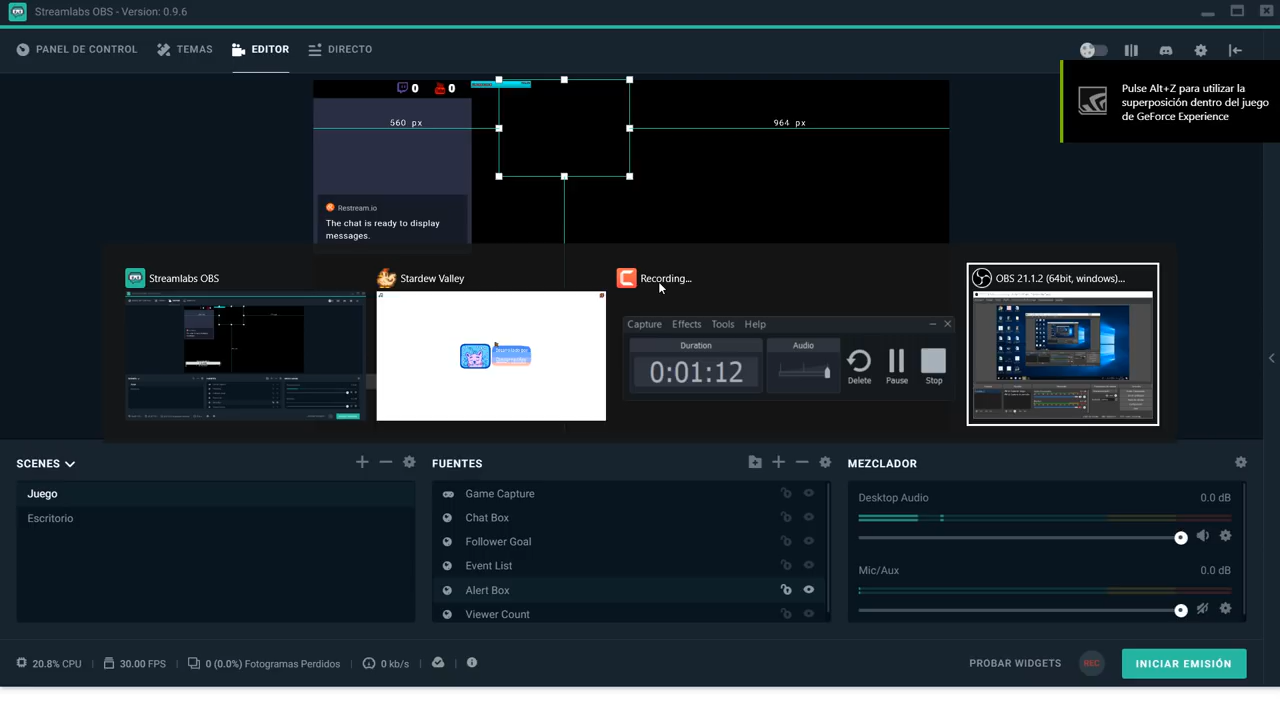 Streamlabs OBS - Version: 0.9.6
PANEL DE CONTROL
TEMAS
EDITOR
DIRECTO
0
0
560 px
964 px
Restream.io
The chat is ready to display
messages.
Pulse Alt+Z para utilizar la
superposición dentro del juego
de GeForce Experience
Streamlabs OBS
Stardew Valley
Recording...
OBS 21.1.2 (64bit, windows)...
Capture Effects Tools Help
Duration
0:01:12
Audio
Delete
Pause
Stop
SCENES
Juego
Escritorio
FUENTES
Game Capture
Chat Box
Follower Goal
Event List
Alert Box
Viewer Count
MEZCLADOR
Desktop Audio 0.0 dB
Mic/Aux 0.0 dB
20.8% CPU
30.00 FPS
0 (0.0%) Fotogramas Perdidos
0 kb/s
PROBAR WIDGETS
REC
INICIAR EMISIÓN